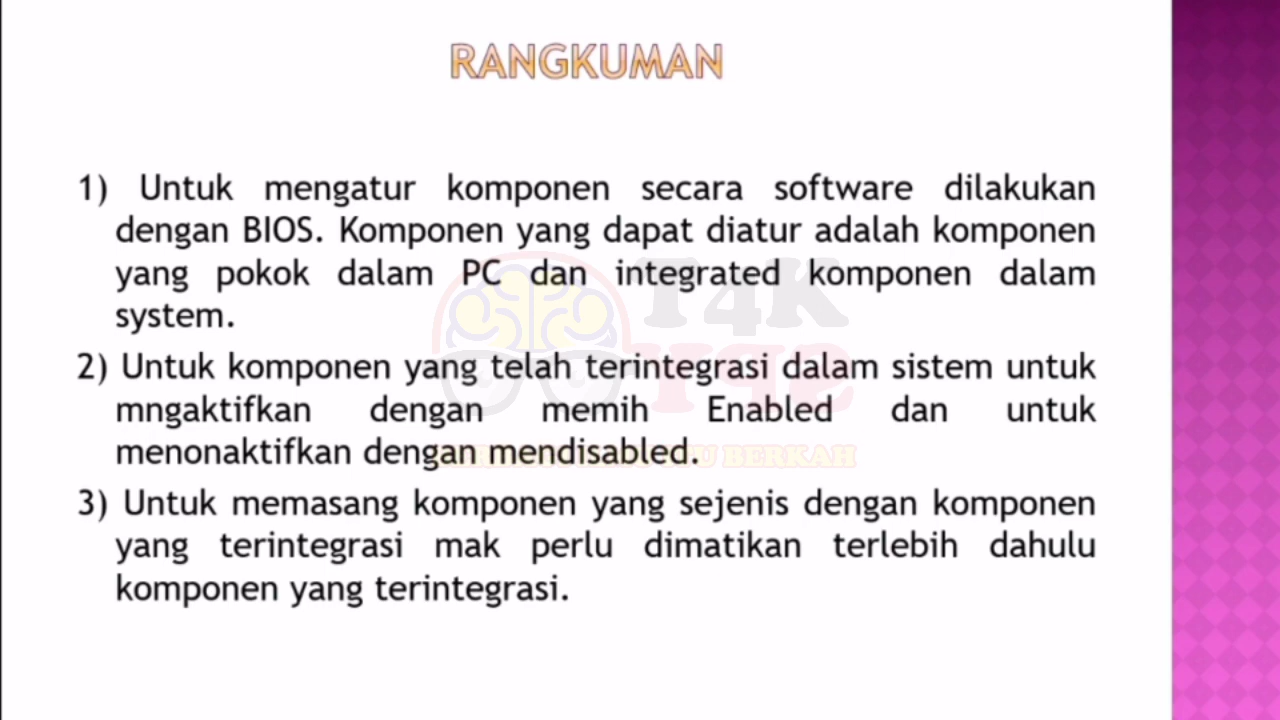 RANGKUMAN
1) Untuk mengatur komponen secara software dilakukan
dengan BIOS. Komponen yang dapat diatur adalah komponen
yang pokok dalam PC dan integrated komponen dalam
system.
2) Untuk komponen yang telah terintegrasi dalam sistem untuk
mngaktifkan dengan memih Enabled dan untuk
menonaktifkan dengan mendisabled.
3) Untuk memasang komponen yang sejenis dengan komponen
yang terintegrasi mak perlu dimatikan terlebih dahulu
komponen yang terintegrasi.
T4K
BERKAH